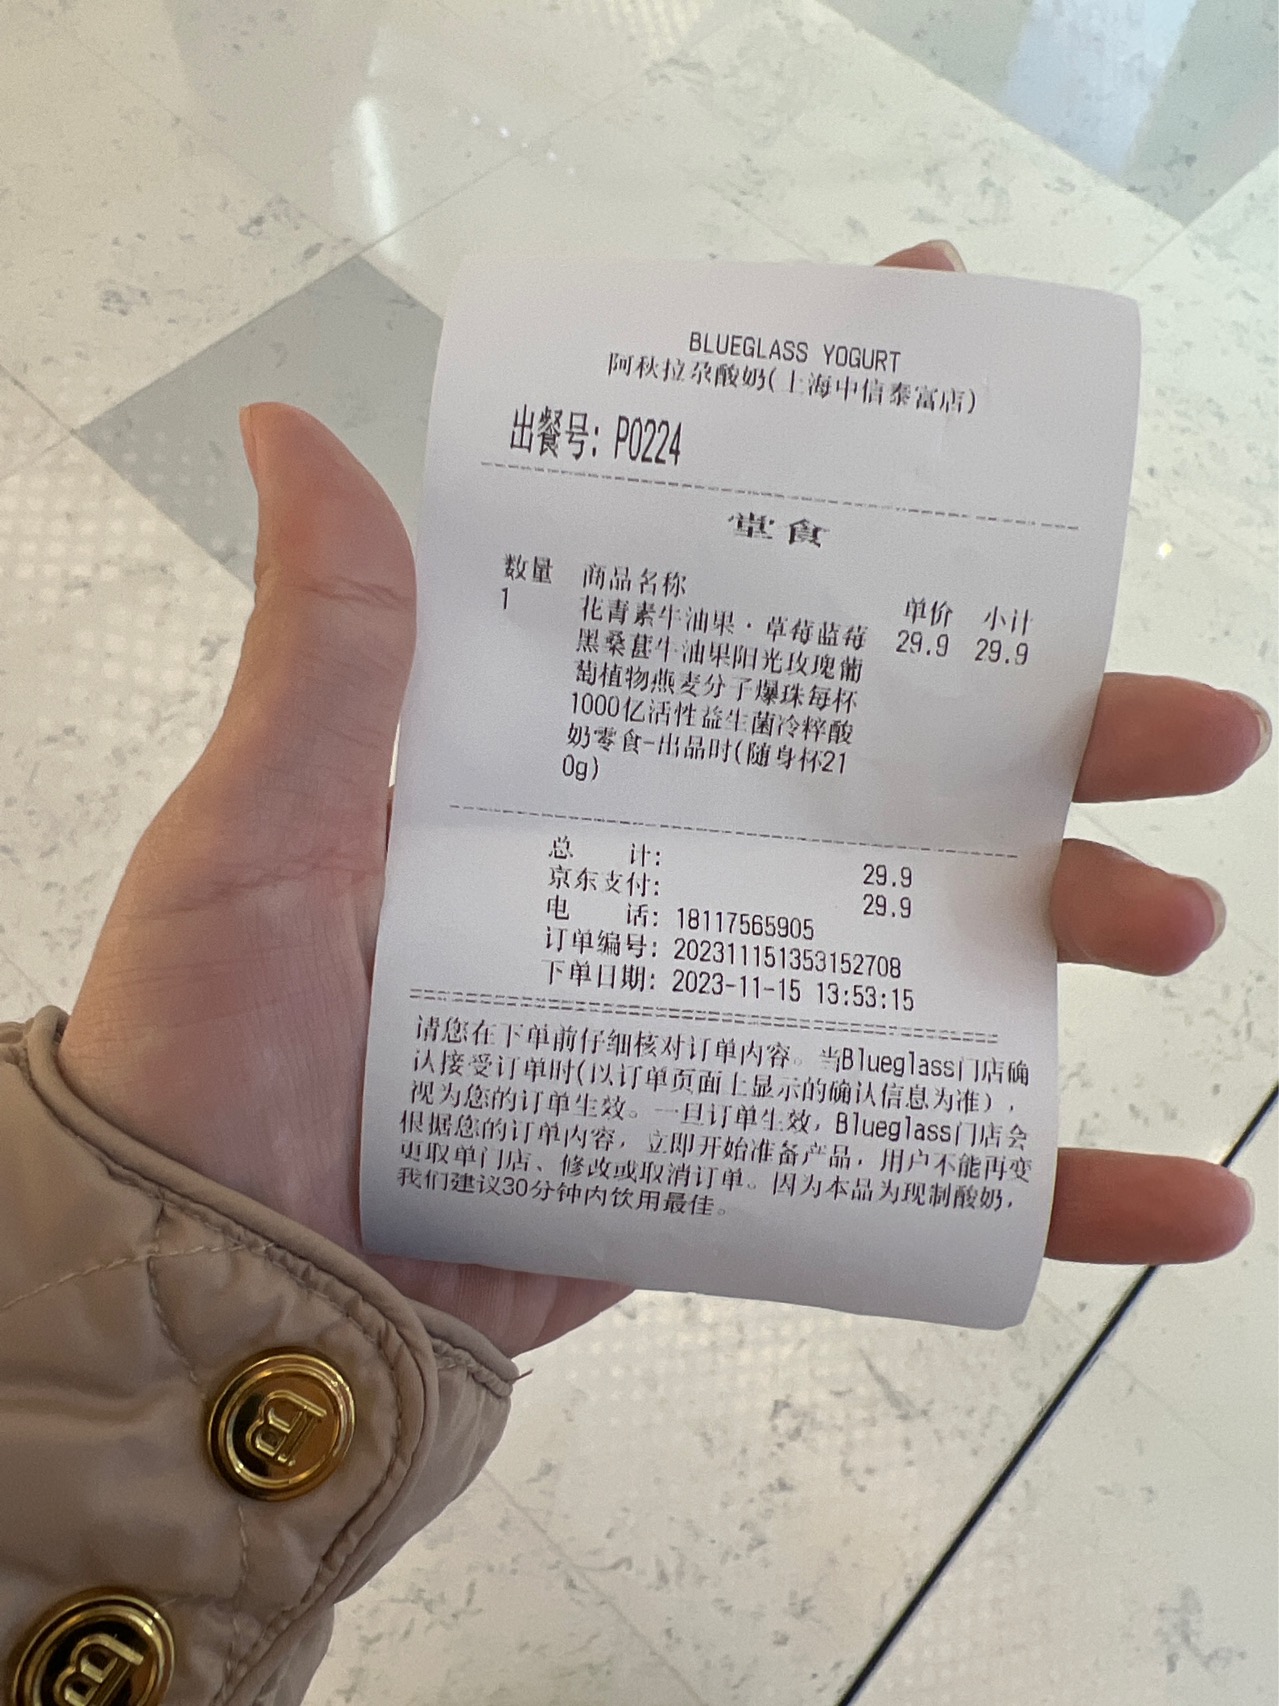 BLUEGLASS YOGURT
阿秋拉尕酸奶(上海中信泰富店)
出餐号: P0224
堂食
数量 商品名称 单价 小计
1 花青素牛油果·草莓蓝莓 29.9 29.9
黑桑葚牛油果阳光玫瑰葡
萄植物燕麦分子爆珠每杯
1000亿活性益生菌冷粹酸
奶零食-出品时(随身杯21
0g)
总 计: 29.9
京东支付: 29.9
电 话: 18117565905
订单编号: 202311151353152708
下单日期: 2023-11-15 13:53:15
请您在下单前仔细核对订单内容。当Blueglass门店确
认接受订单时(以订单页面上显示的确认信息为准),
视为您的订单生效。一旦订单生效, Blueglass门店会
根据您的订单内容, 立即开始准备产品, 用户不能再变
更取单门店、修改或取消订单。因为本品为现制酸奶,
我们建议30分钟内饮用最佳。
B
B